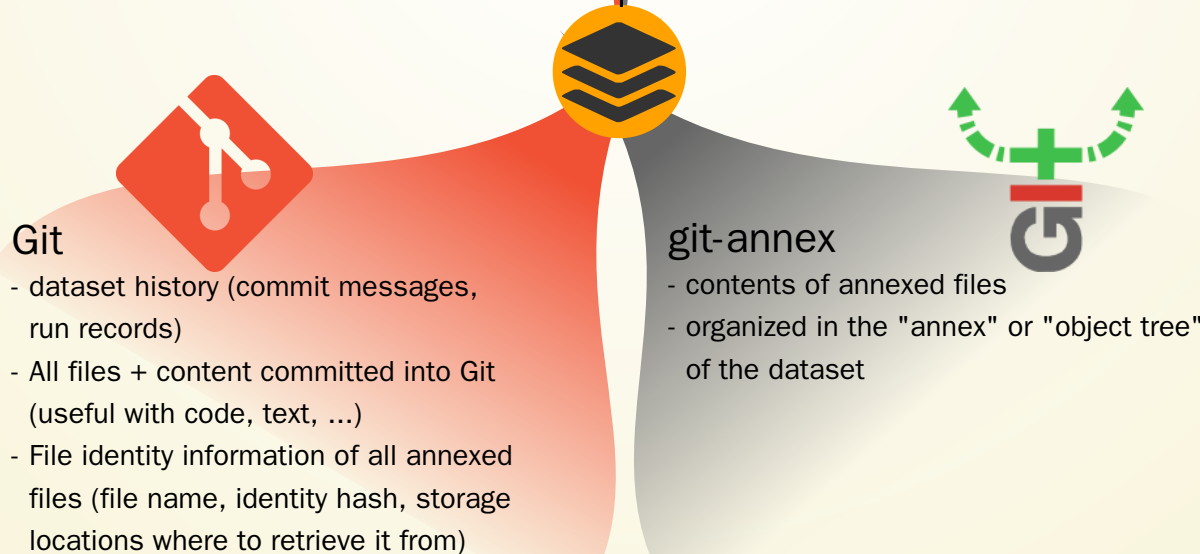 Git
- dataset history (commit messages,
run records)
- All files + content committed into Git
(useful with code, text, ...)
- File identity information of all annexed
files (file name, identity hash, storage
locations where to retrieve it from)
git-annex
- contents of annexed files
- organized in the "annex" or "object tree"
of the dataset
GIT